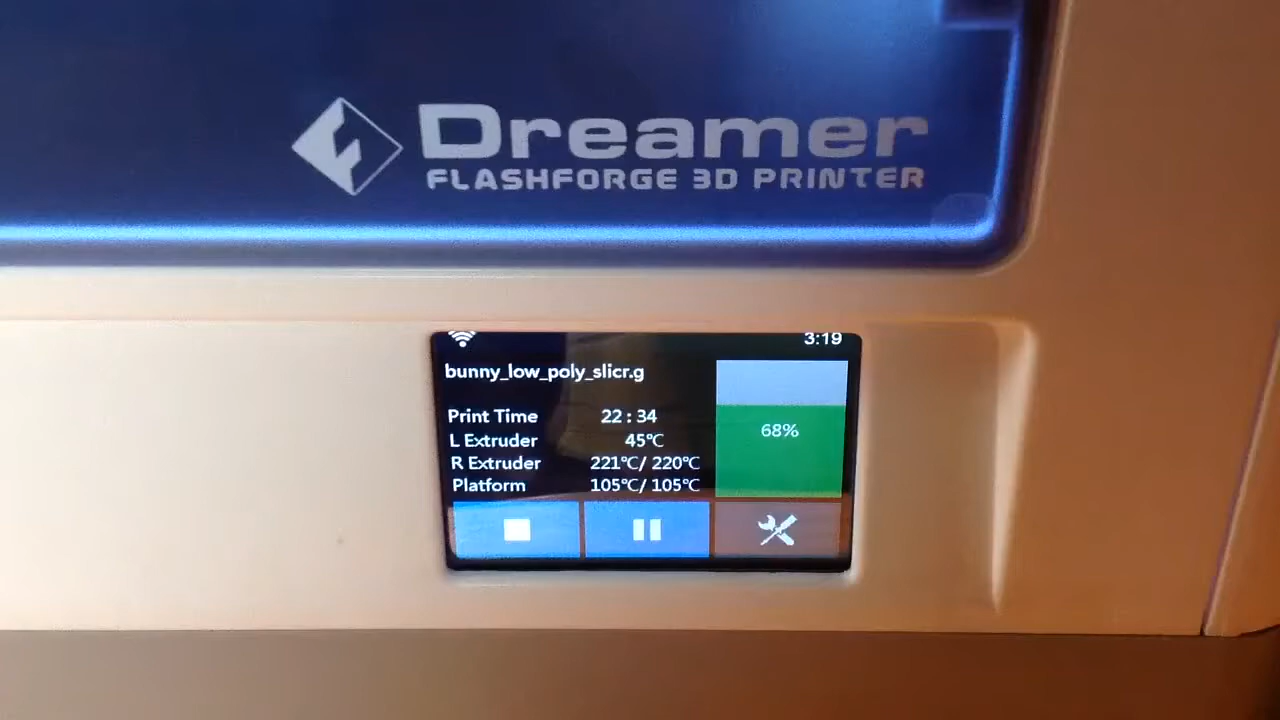 Dreamer
FLASHFORGE 3D PRINTER
3:19
bunny_low_poly_slicr.g
Print Time 22 : 34
L Extruder 45℃
R Extruder 221℃/ 220℃
Platform 105℃/ 105℃
68%